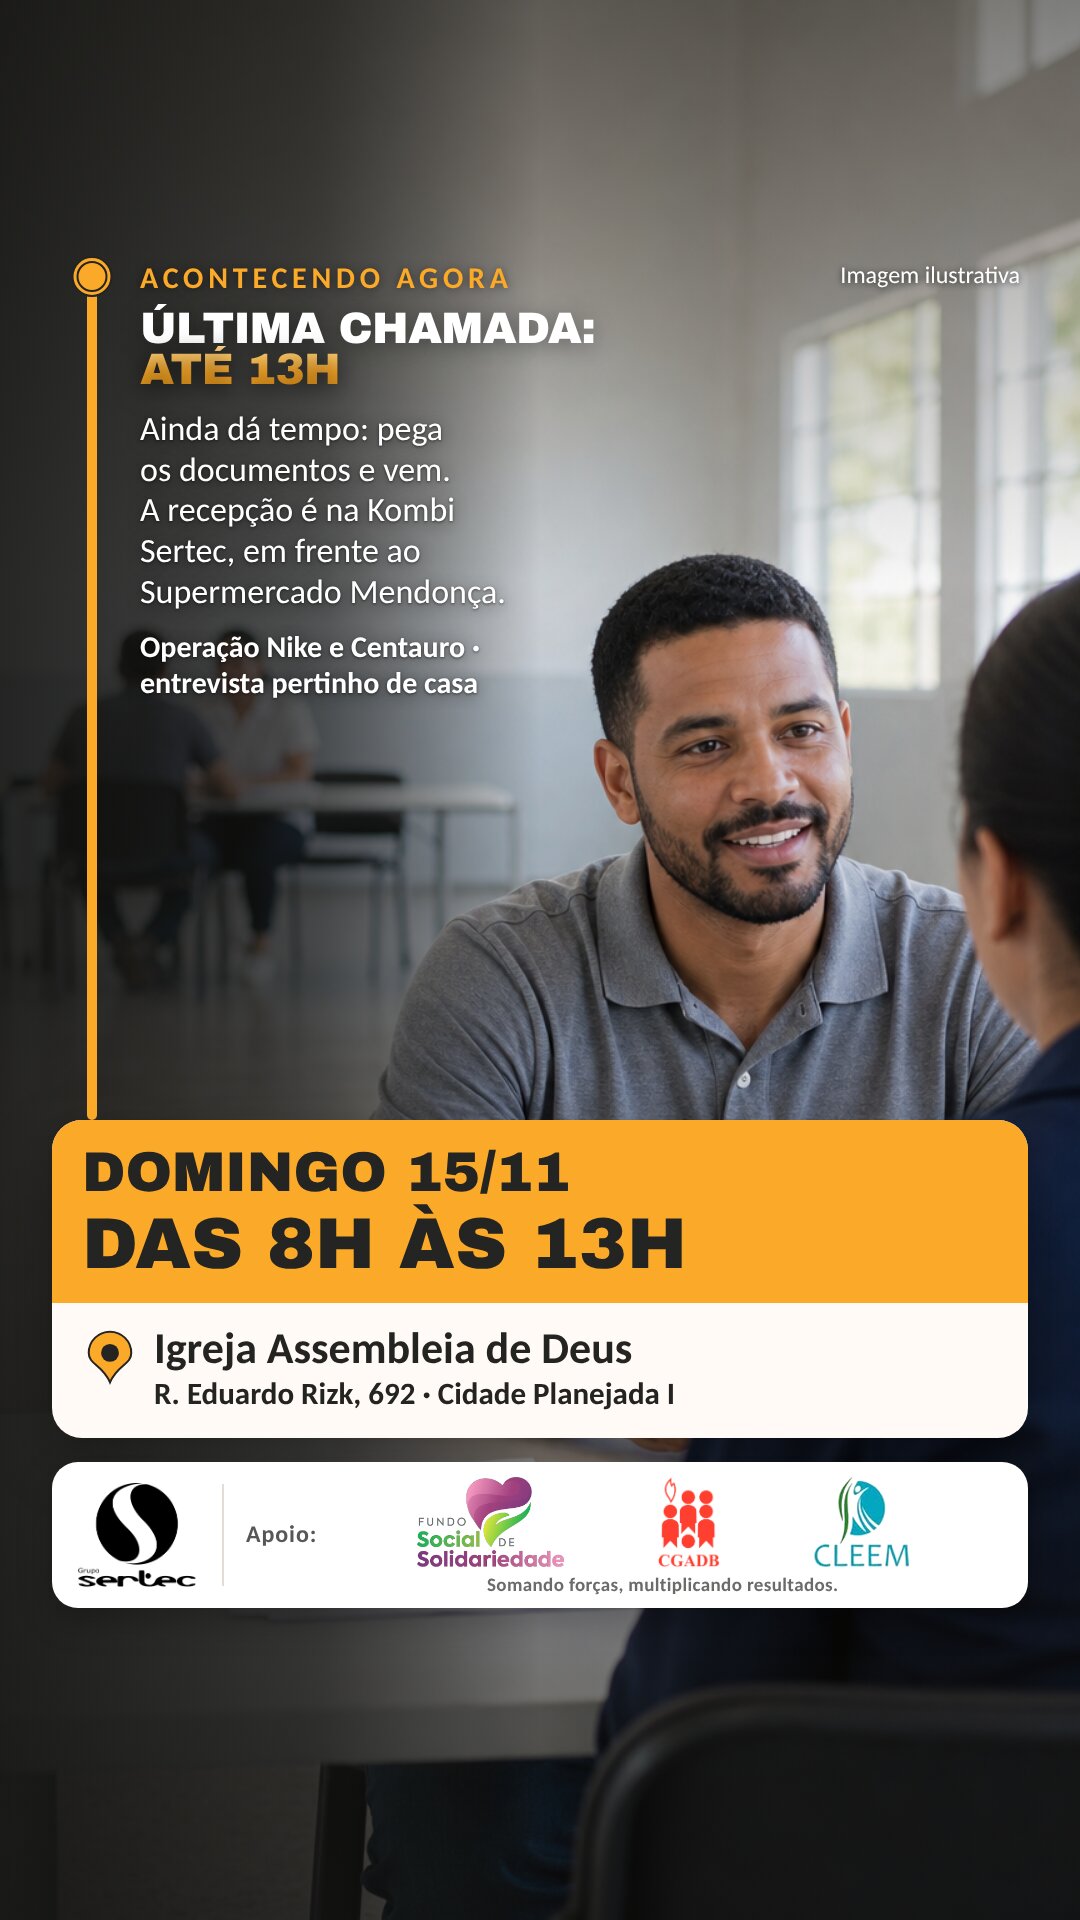 ACONTECENDO AGORA
Imagem ilustrativa
ÚLTIMA CHAMADA:
ATÉ 13H
Ainda dá tempo: pega
os documentos e vem.
A recepção é na Kombi
Sertec, em frente ao
Supermercado Mendonça.
Operação Nike e Centauro ·
entrevista pertinho de casa
DOMINGO 15/11
DAS 8H ÀS 13H
Igreja Assembleia de Deus
R. Eduardo Rizk, 692 · Cidade Planejada I
Grupo
sertec
Apoio:
FUNDO
Social DE
Solidariedade
CGADB
CLEEM
Somando forças, multiplicando resultados.